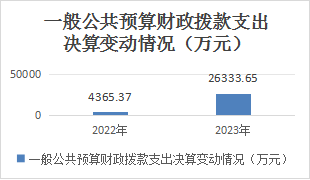 一般公共预算财政拨款支出
决算变动情况（万元）
50000
26333.65
4365.37
0
2022年
2023年
一般公共预算财政拨款支出决算变动情况（万元）